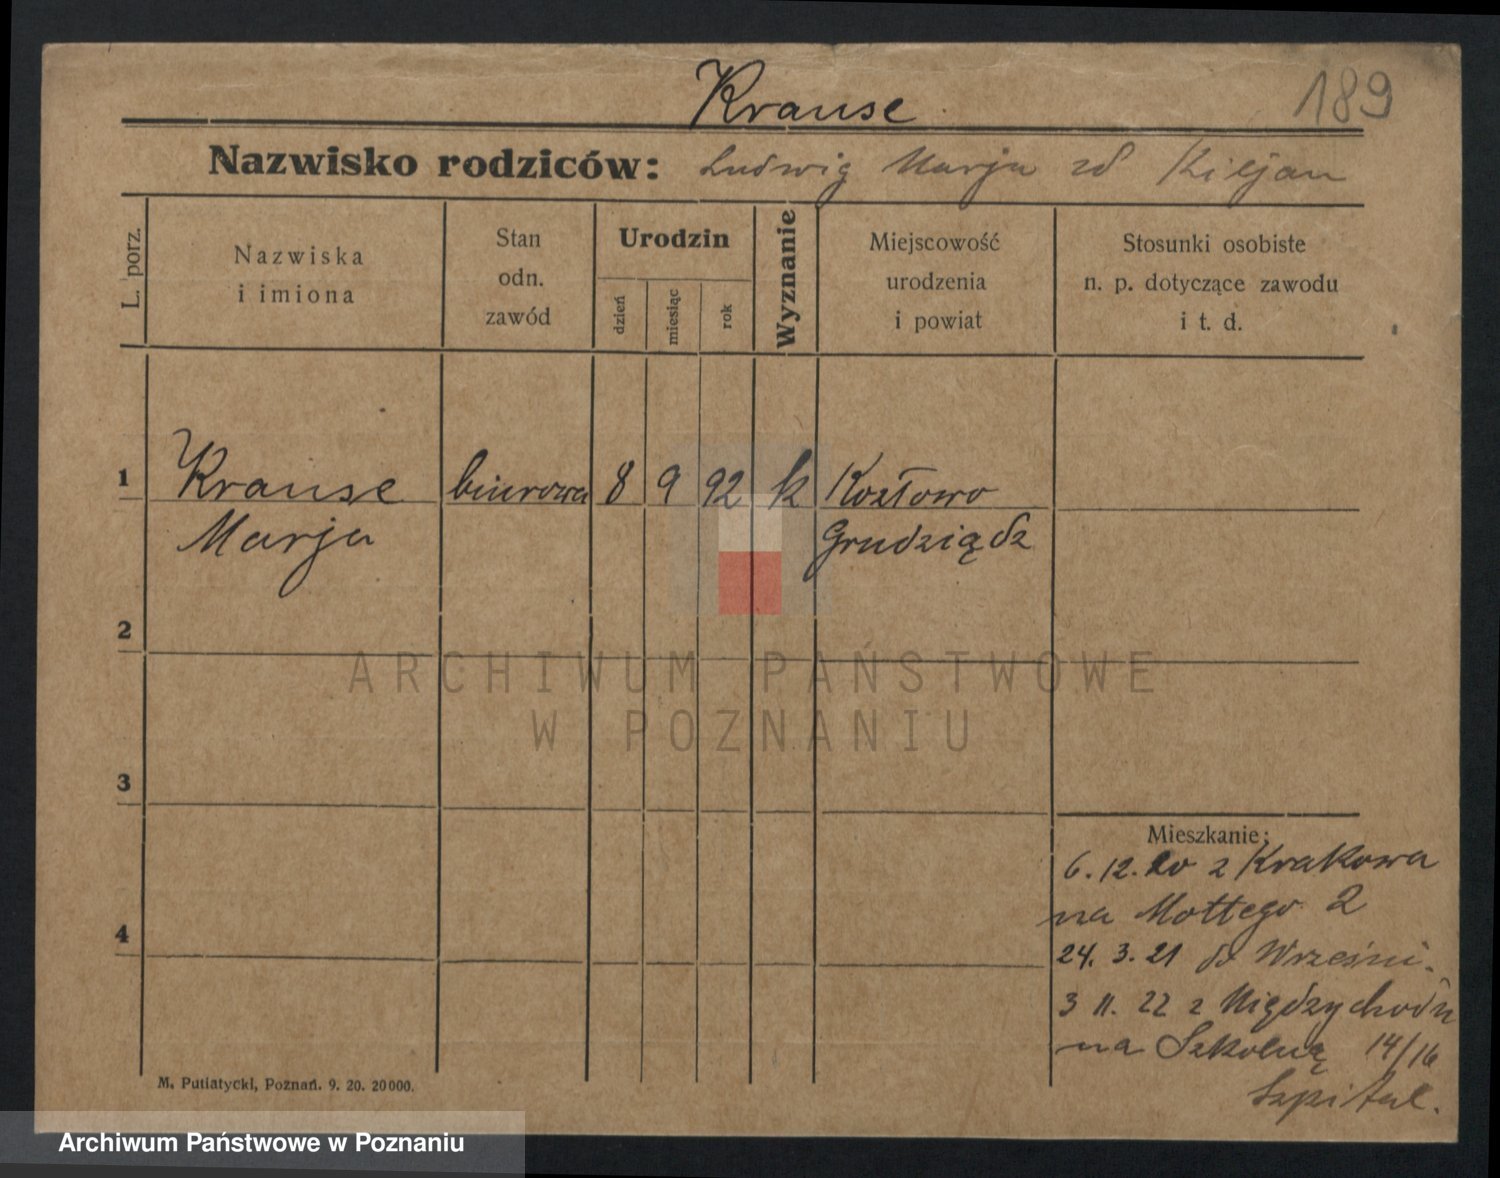 Krause
189
Nazwisko rodziców: Ludwig Marja zd Kiljan
L. porz.
Nazwiska
i imiona
Stan
odn.
zawód
Urodzin
dzień
miesiąc
rok
Wyznanie
Miejscowość
urodzenia
i powiat
Stosunki osobiste
n. p. dotyczące zawodu
i t. d.
1 Krause biurowa 8 9 92 k Kozłowo
Marja Grudziądz
2
3
4
Mieszkanie:
6.12.20 z Krakowa
na Mottego 2
24. 3. 21 do Wrześni.
3 11. 22 z Międzychodu
na Szkolną 14/16
Szpital.
M. Putiatycki, Poznań. 9. 20. 20000.
ARCHIWUM PAŃSTWOWE
W POZNANIU
Archiwum Państwowe w Poznaniu